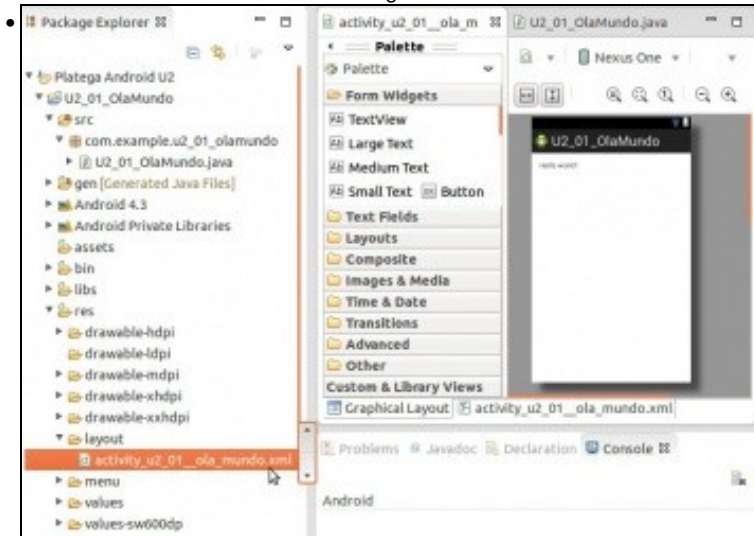 Package Explorer
Platega Android U2
U2_01_OlaMundo
src
com.example.u2_01_olamundo
U2_01_OlaMundo.java
gen [Generated Java Files]
Android 4.3
Android Private Libraries
assets
bin
libs
res
drawable-hdpi
drawable-ldpi
drawable-mdpi
drawable-xhdpi
drawable-xxhdpi
layout
activity_u2_01__ola_mundo.xml
menu
values
values-sw600dp
activity_u2_01__ola_m
U2_01_OlaMundo.java
Palette
Palette
Form Widgets
TextView
Large Text
Medium Text
Small Text
Button
Text Fields
Layouts
Composite
Images & Media
Time & Date
Transitions
Advanced
Other
Custom & Library Views
Nexus One
U2_01_OlaMundo
Hello world!
Graphical Layout
activity_u2_01__ola_mundo.xml
Problems
Javadoc
Declaration
Console
Android